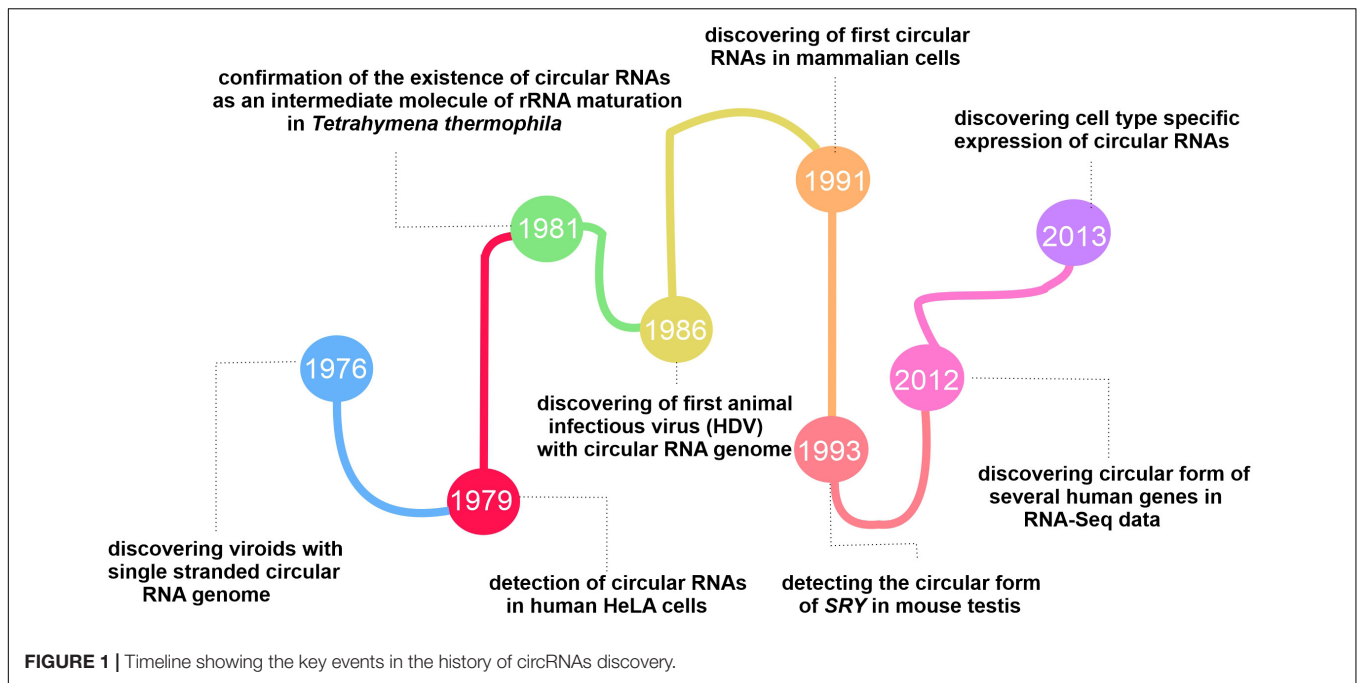 discovering of first circular
RNAs in mammalian cells
confirmation of the existence of circular RNAs
as an intermediate molecule of rRNA maturation
in Tetrahymena thermophila
discovering cell type specific
expression of circular RNAs
1991
1981
2013
1986
1976
2012
discovering of first animal
infectious virus (HDV)
with circular RNA genome
1993
1979
discovering circular form of
several human genes in
RNA-Seq data
discovering viroids with
single stranded circular
RNA genome
detection of circular RNAs
in human HeLA cells
detecting the circular form
of SRY in mouse testis
FIGURE 1 | Timeline showing the key events in the history of circRNAs discovery.